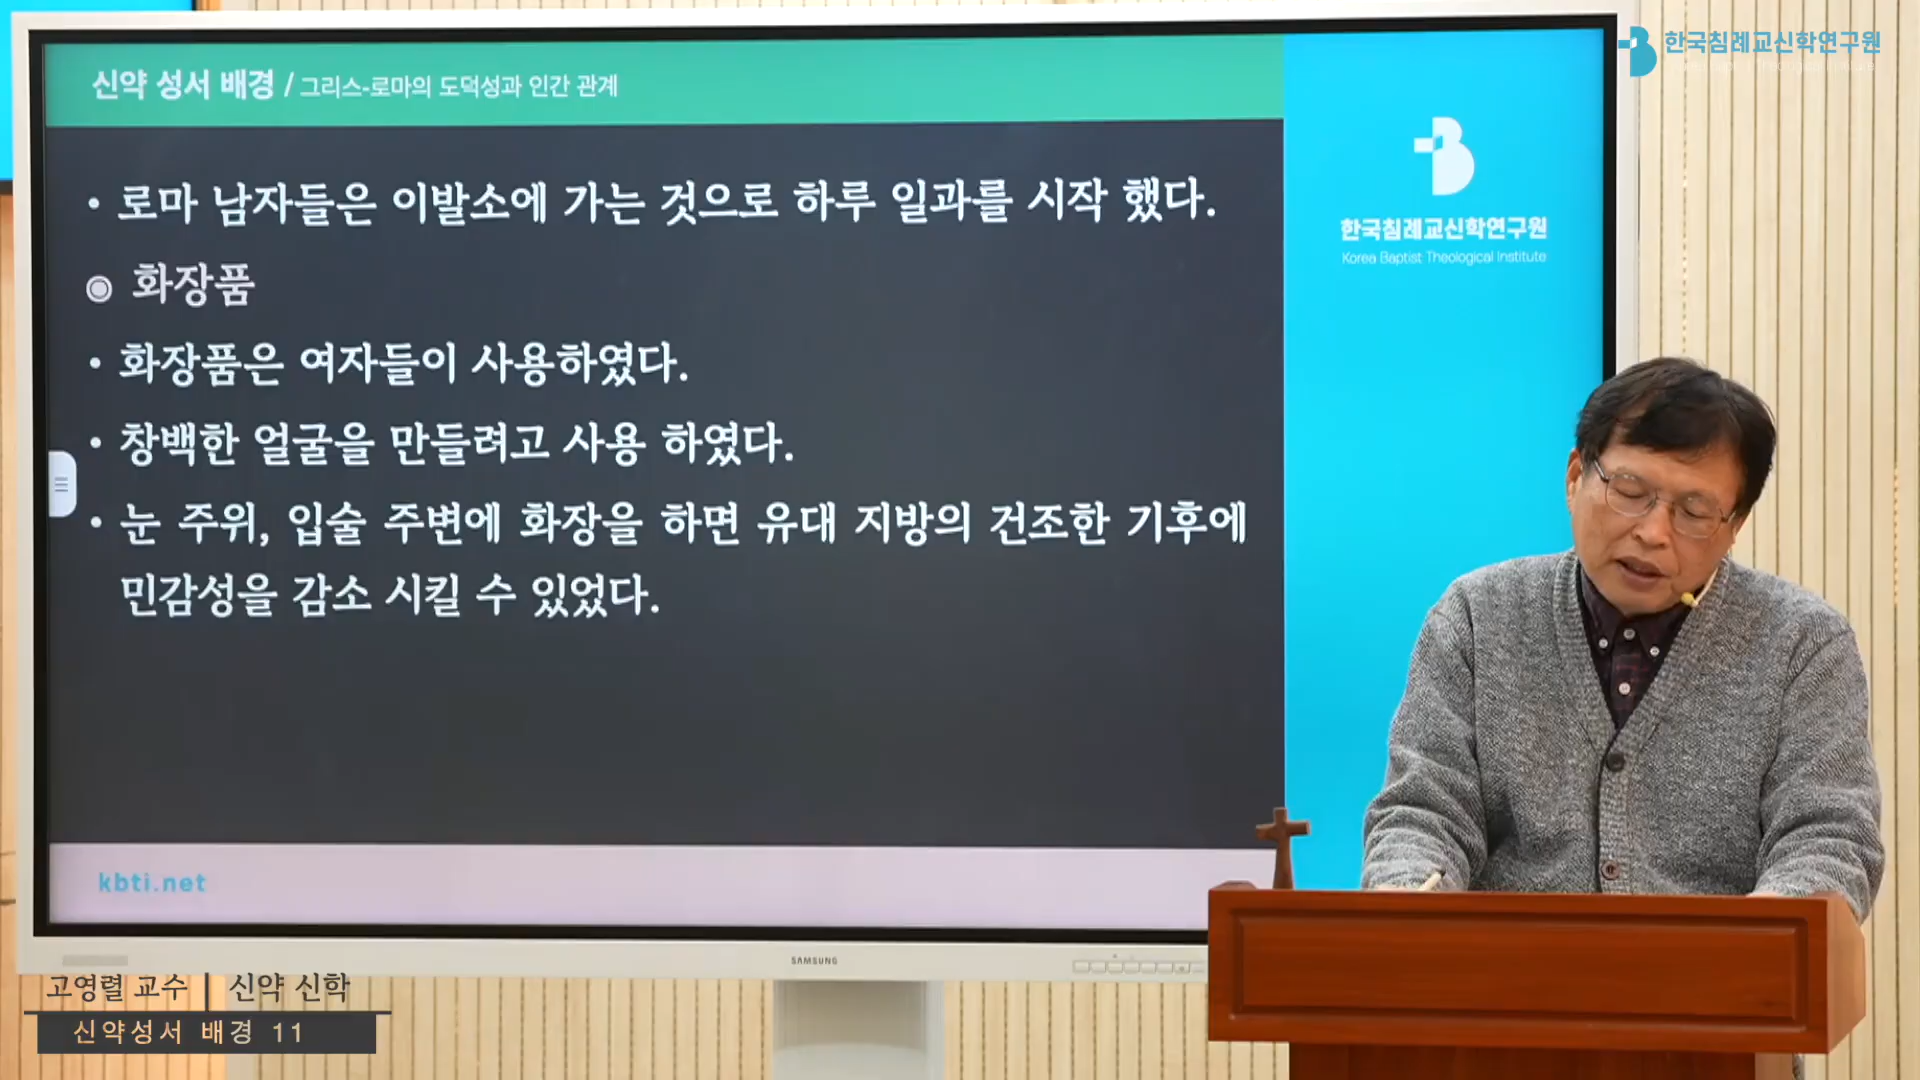 신약 성서 배경 / 그리스-로마의 도덕성과 인간 관계
• 로마 남자들은 이발소에 가는 것으로 하루 일과를 시작 했다.
◉ 화장품
• 화장품은 여자들이 사용하였다.
• 창백한 얼굴을 만들려고 사용 하였다.
• 눈 주위, 입술 주변에 화장을 하면 유대 지방의 건조한 기후에
민감성을 감소 시킬 수 있었다.
kbti.net
한국침례교신학연구원
Korea Baptist Theological Institute
한국침례교신학연구원
SAMSUNG
고영렬 교수 | 신약 신학
신약성서 배경 11